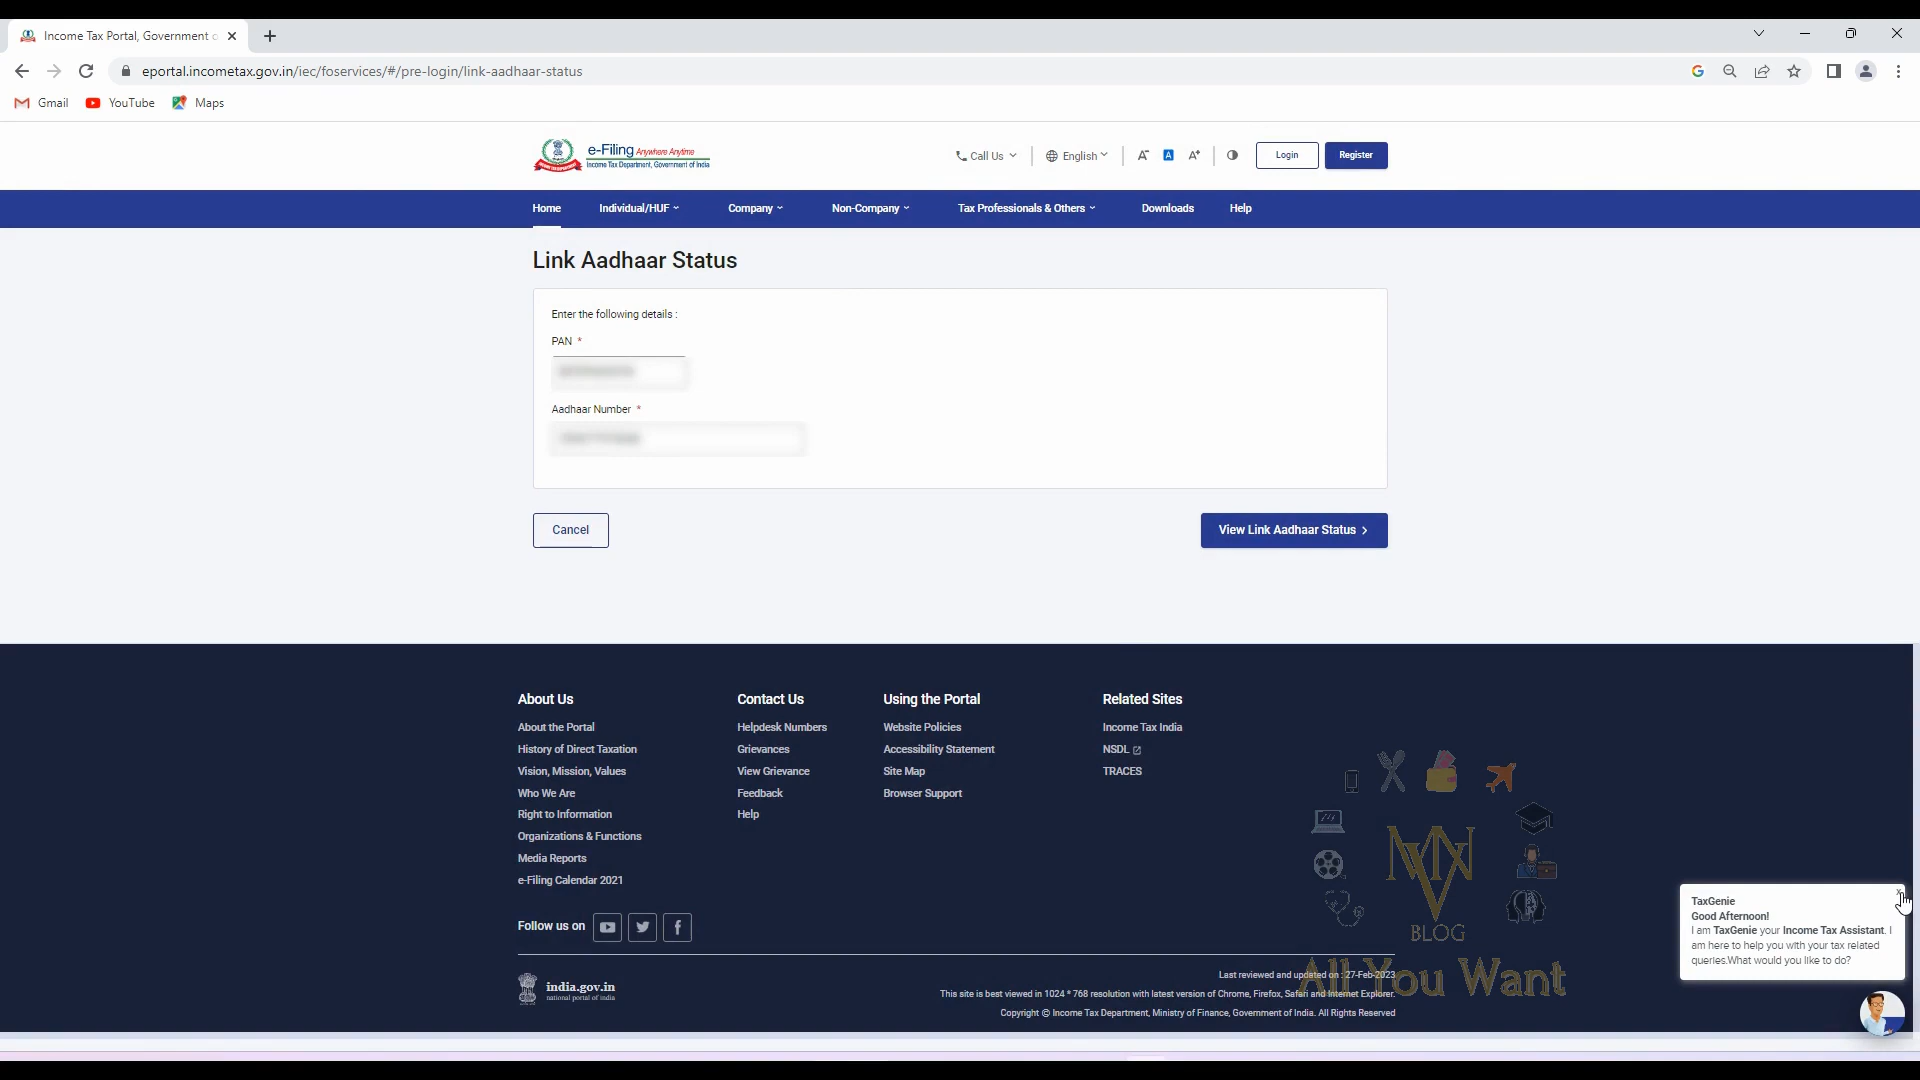 Income Tax Portal, Government
eportal.incometax.gov.in/iec/foservices/#/pre-login/link-aadhaar-status
Gmail YouTube Maps
e-Filing Anywhere Anytime
Income Tax Department, Government of India
Call Us English A- A A+ Login Register
Home Individual/HUF Company Non-Company Tax Professionals & Others Downloads Help
Link Aadhaar Status
Enter the following details :
PAN *
Aadhaar Number *
Cancel View Link Aadhaar Status >
About Us
About the Portal
History of Direct Taxation
Vision, Mission, Values
Who We Are
Right to Information
Organizations & Functions
Media Reports
e-Filing Calendar 2021
Contact Us
Helpdesk Numbers
Grievances
View Grievance
Feedback
Help
Using the Portal
Website Policies
Accessibility Statement
Site Map
Browser Support
Related Sites
Income Tax India
NSDL
TRACES
Follow us on
india.gov.in
national portal of india
Last reviewed and updated on : 27-Feb-2023
This site is best viewed in 1024 * 768 resolution with latest version of Chrome, Firefox, Safari and Internet Explorer.
Copyright © Income Tax Department, Ministry of Finance, Government of India. All Rights Reserved
BLOG
All You Want
TaxGenie
Good Afternoon!
I am TaxGenie your Income Tax Assistant. I
am here to help you with your tax related
queries.What would you like to do?